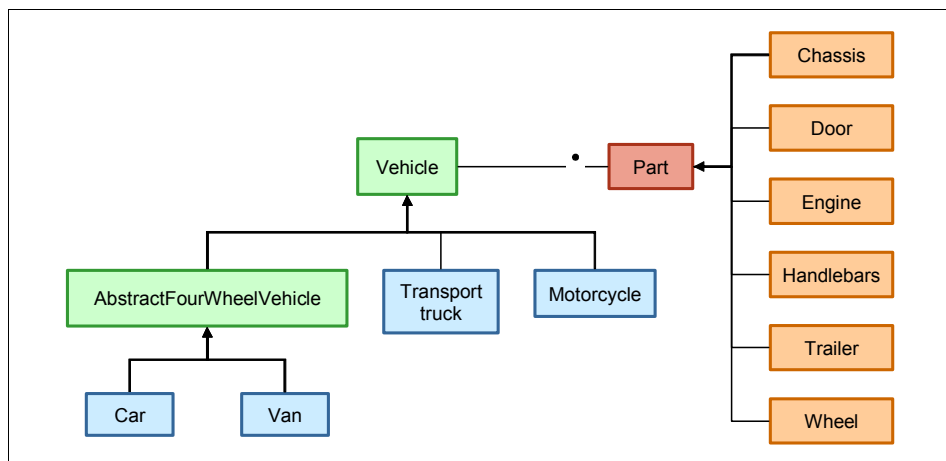 Chassis
Door
Vehicle
Part
Engine
AbstractFourWheelVehicle
Transport
truck
Motorcycle
Handlebars
Trailer
Car
Van
Wheel